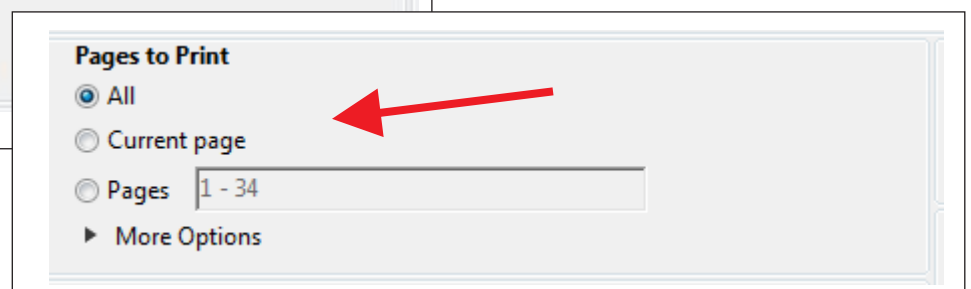 Pages to Print
All
Current page
Pages 1 - 34
More Options